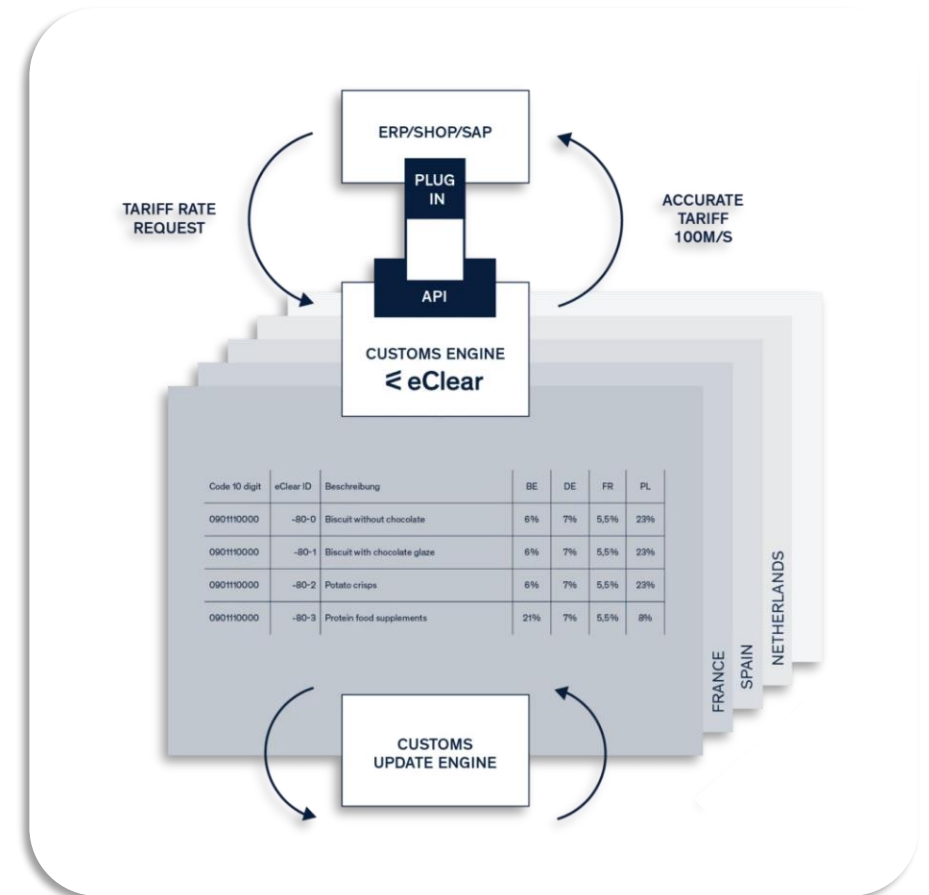 ERP/SHOP/SAP
PLUG
IN
TARIFF RATE
REQUEST
ACCURATE
TARIFF
100M/S
API
CUSTOMS ENGINE
eClear
Code 10 digit eClear ID Beschreibung BE DE FR PL
0901110000 -80-0 Biscuit without chocolate 6% 7% 5,5% 23%
0901110000 -80-1 Biscuit with chocolate glaze 6% 7% 5,5% 23%
0901110000 -80-2 Potato crisps 6% 7% 5,5% 23%
0901110000 -80-3 Protein food supplements 21% 7% 5,5% 8%
FRANCE
SPAIN
NETHERLANDS
CUSTOMS
UPDATE ENGINE